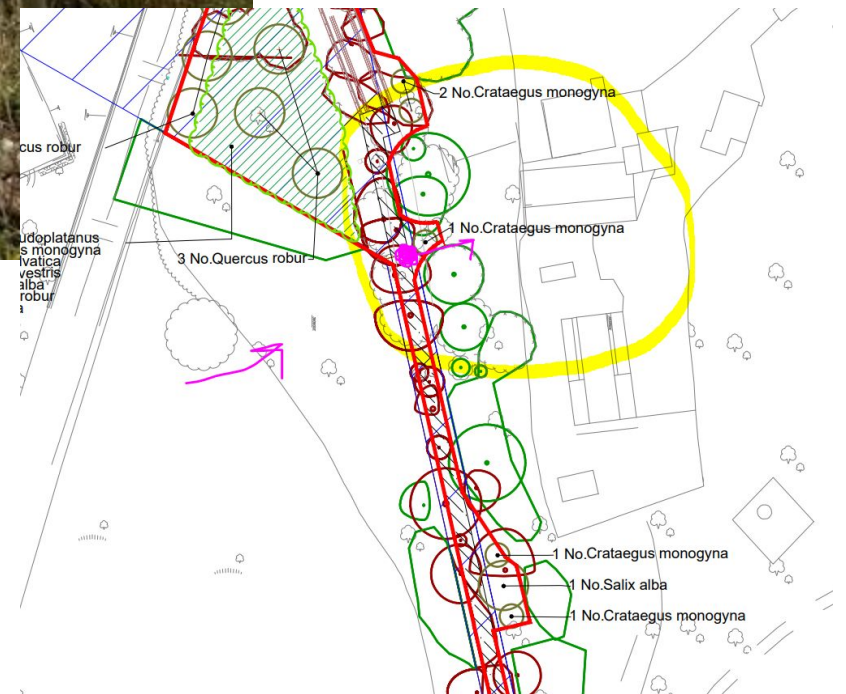 2 No.Crataegus monogyna
cus robur
1 No.Crataegus monogyna
udoplatanus
s monogyna
lvatica
vestris
alba
robur
a
3 No.Quercus robur
1 No.Crataegus monogyna
1 No.Salix alba
1 No.Crataegus monogyna